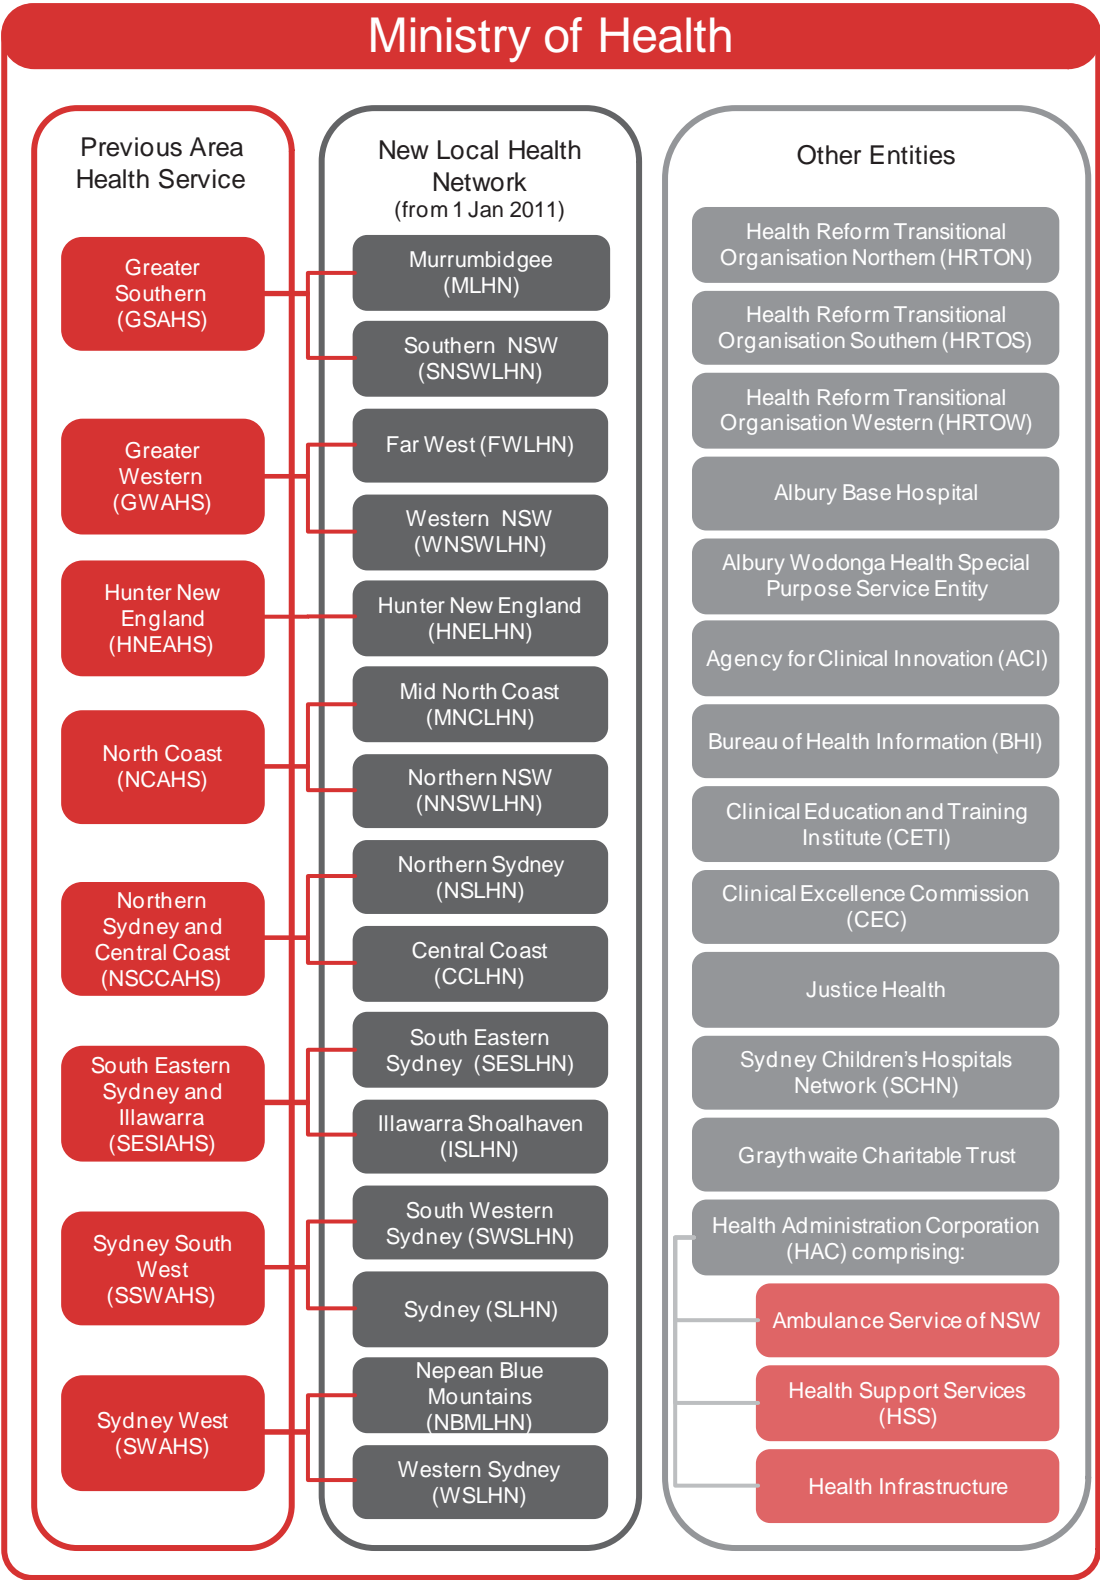 Ministry of Health
Previous Area
Health Service
Greater
Southern
(GSAHS)
Greater
Western
(GWAHS)
Hunter New
England
(HNEAHS)
North Coast
(NCAHS)
Northern
Sydney and
Central Coast
(NSCCAHS)
South Eastern
Sydney and
Illawarra
(SESIAHS)
Sydney South
West
(SSWAHS)
Sydney West
(SWAHS)
New Local Health
Network
(from 1 Jan 2011)
Murrumbidgee
(MLHN)
Southern NSW
(SNSWLHN)
Far West (FWLHN)
Western NSW
(WNSWLHN)
Hunter New England
(HNELHN)
Mid North Coast
(MNCLHN)
Northern NSW
(NNSWLHN)
Northern Sydney
(NSLHN)
Central Coast
(CCLHN)
South Eastern
Sydney (SESLHN)
Illawarra Shoalhaven
(ISLHN)
South Western
Sydney (SWSLHN)
Sydney (SLHN)
Nepean Blue
Mountains
(NBMLHN)
Western Sydney
(WSLHN)
Other Entities
Health Reform Transitional
Organisation Northern (HRTON)
Health Reform Transitional
Organisation Southern (HRTOS)
Health Reform Transitional
Organisation Western (HRTOW)
Albury Base Hospital
Albury Wodonga Health Special
Purpose Service Entity
Agency for Clinical Innovation (ACI)
Bureau of Health Information (BHI)
Clinical Education and Training
Institute (CETI)
Clinical Excellence Commission
(CEC)
Justice Health
Sydney Children's Hospitals
Network (SCHN)
Graythwaite Charitable Trust
Health Administration Corporation
(HAC) comprising:
Ambulance Service of NSW
Health Support Services
(HSS)
Health Infrastructure